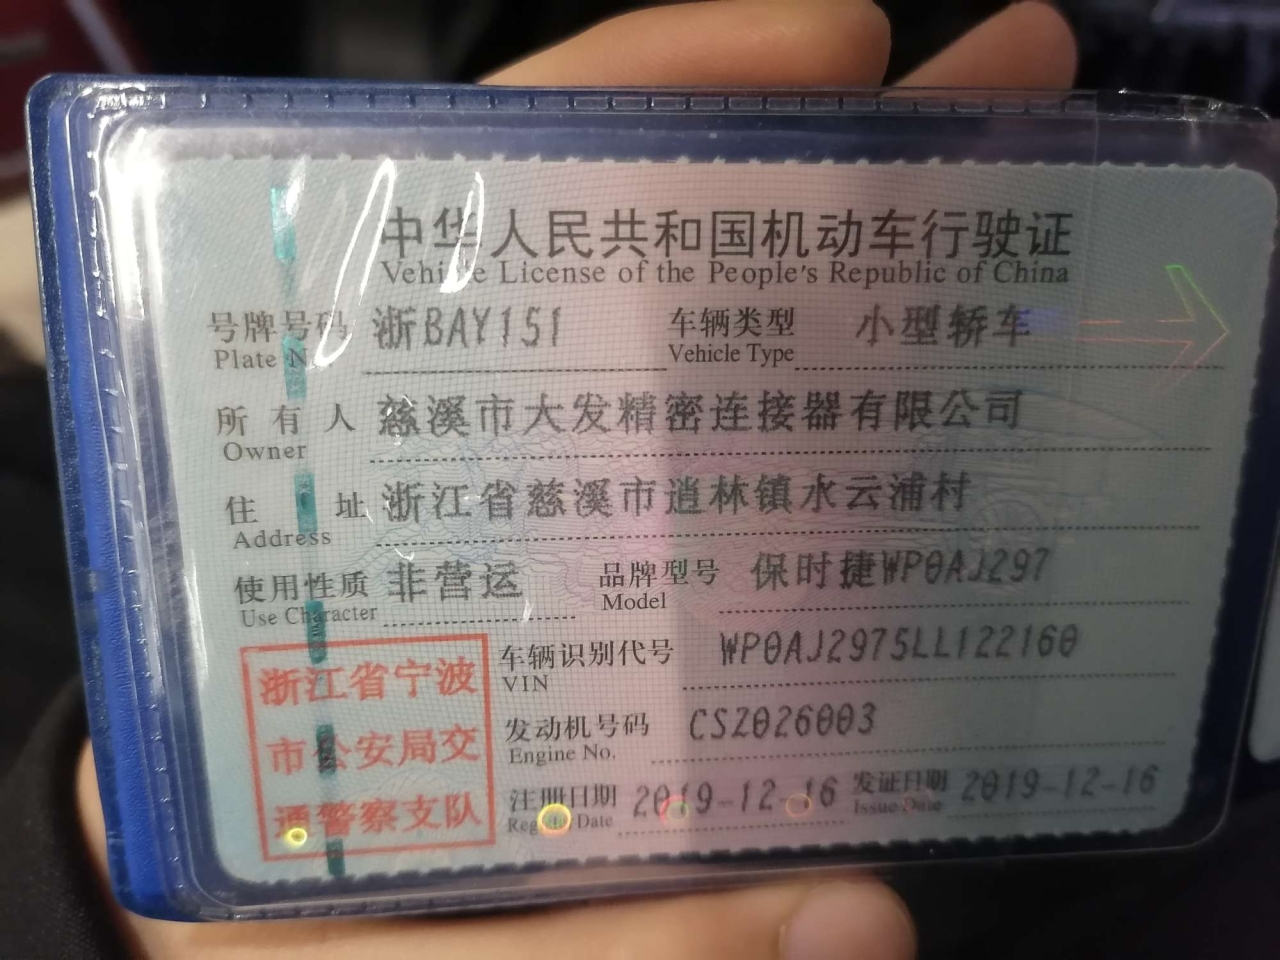 中华人民共和国机动车行驶证
Vehicle License of the People's Republic of China
号牌号码 浙BAY151 车辆类型 小型轿车
Plate N Vehicle Type
所有人 慈溪市大发精密连接器有限公司
Owner
住址 浙江省慈溪市逍林镇水云浦村
Address
使用性质 非营运 品牌型号 保时捷WP0AJ297
Use Character Model
浙江省宁波
市公安局交
通警察支队
车辆识别代号 WP0AJ2975LL122160
VIN
发动机号码 CSZ026003
Engine No.
注册日期 2019-12-16 发证日期 2019-12-16
Register Date Issue Date